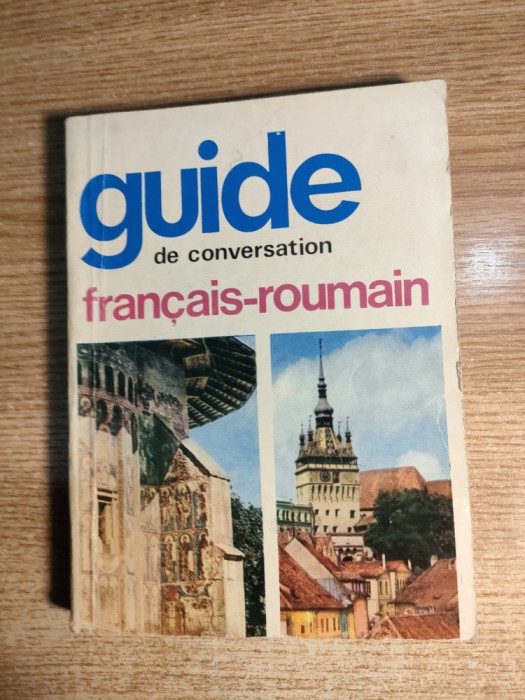 guide
de conversation
français-roumain